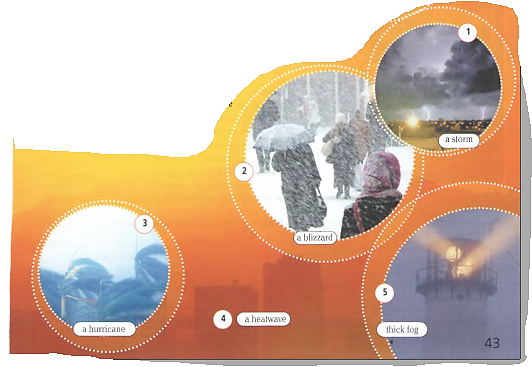 1
a storm
2
a blizzard
3
a hurricane
4 a heatwave
5
thick fog
43